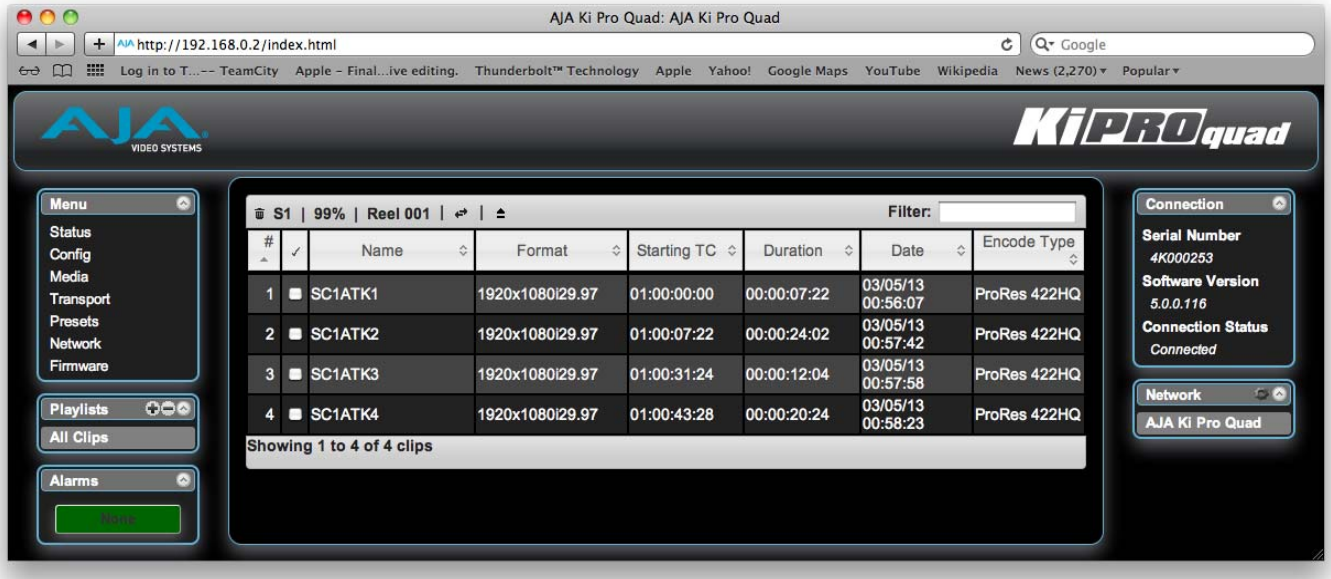 AJA Ki Pro Quad: AJA Ki Pro Quad
AJA http://192.168.0.2/index.html
Google
Log in to T...-- TeamCity Apple – Final...ive editing. Thunderbolt™ Technology Apple Yahoo! Google Maps YouTube Wikipedia News (2,270) Popular
AJA®
VIDEO SYSTEMS
Ki PRO quad
Menu
Status
Config
Media
Transport
Presets
Network
Firmware
Playlists
All Clips
Alarms
None
S1 | 99% | Reel 001 | |
Filter:
# ✓ Name Format Starting TC Duration Date Encode Type
1 SC1ATK1 1920x1080i29.97 01:00:00:00 00:00:07:22 03/05/13 00:56:07 ProRes 422HQ
2 SC1ATK2 1920x1080i29.97 01:00:07:22 00:00:24:02 03/05/13 00:57:42 ProRes 422HQ
3 SC1ATK3 1920x1080i29.97 01:00:31:24 00:00:12:04 03/05/13 00:57:58 ProRes 422HQ
4 SC1ATK4 1920x1080i29.97 01:00:43:28 00:00:20:24 03/05/13 00:58:23 ProRes 422HQ
Showing 1 to 4 of 4 clips
Connection
Serial Number
4K000253
Software Version
5.0.0.116
Connection Status
Connected
Network
AJA Ki Pro Quad